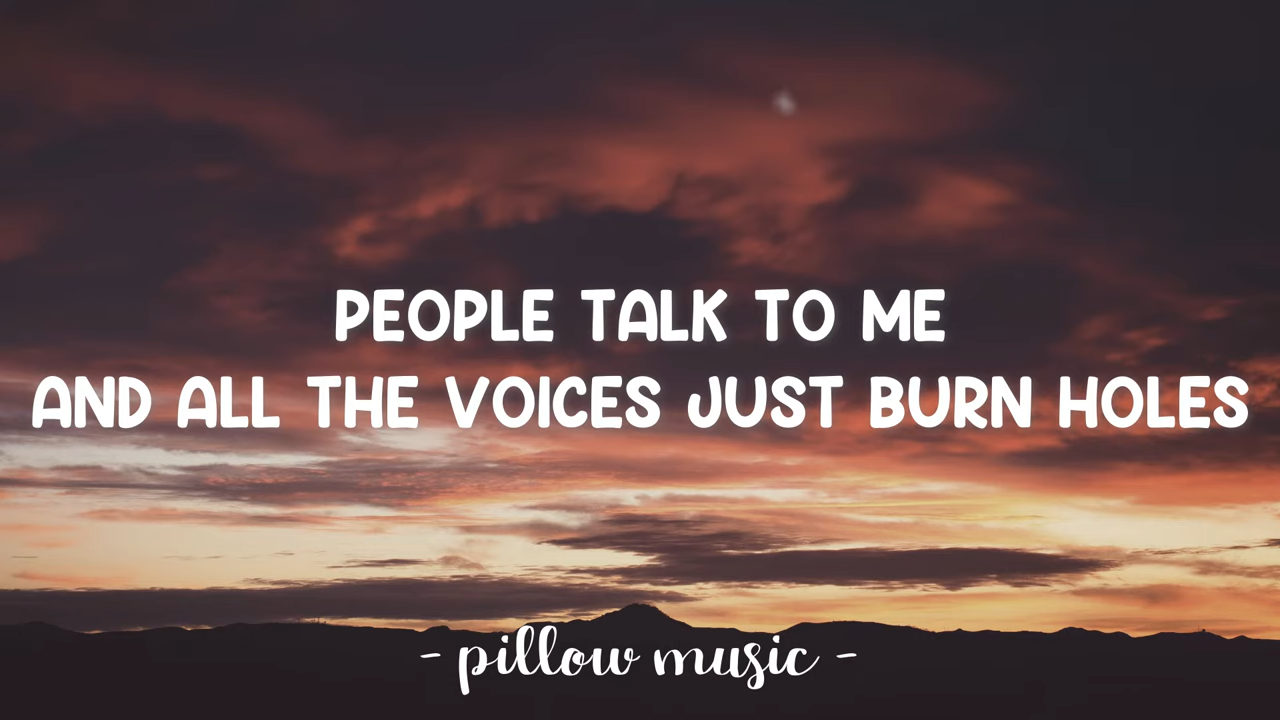 PEOPLE TALK TO ME
AND ALL THE VOICES JUST BURN HOLES
- pillow music -